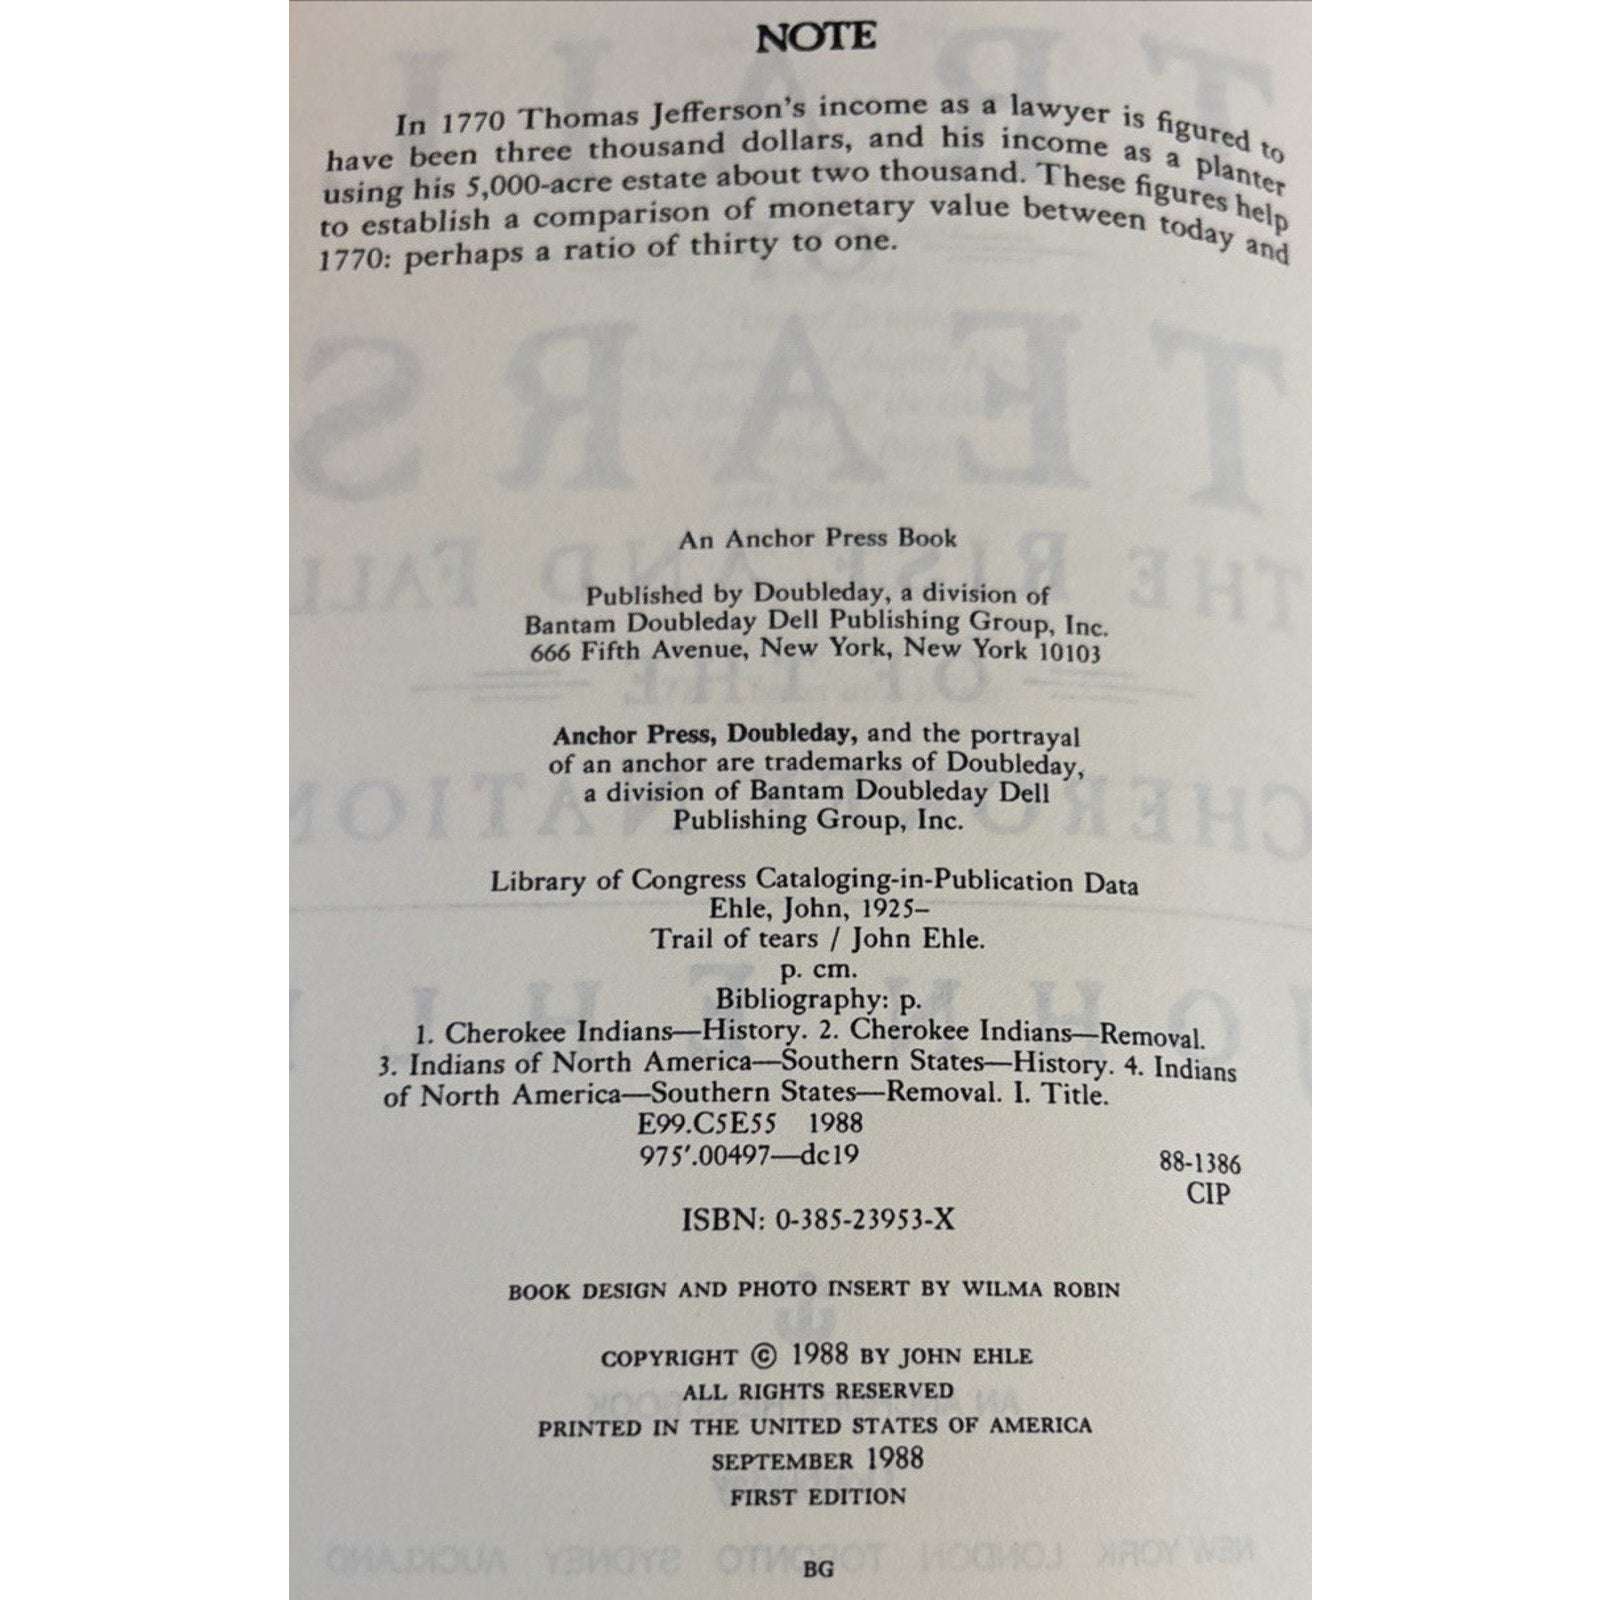 NOTE
In 1770 Thomas Jefferson's income as a lawyer is figured to
have been three thousand dollars, and his income as a planter
using his 5,000-acre estate about two thousand. These figures help
to establish a comparison of monetary value between today and
1770: perhaps a ratio of thirty to one.
An Anchor Press Book
Published by Doubleday, a division of
Bantam Doubleday Dell Publishing Group, Inc.
666 Fifth Avenue, New York, New York 10103
Anchor Press, Doubleday, and the portrayal
of an anchor are trademarks of Doubleday,
a division of Bantam Doubleday Dell
Publishing Group, Inc.
Library of Congress Cataloging-in-Publication Data
Ehle, John, 1925–
Trail of tears / John Ehle.
p. cm.
Bibliography: p.
1. Cherokee Indians—History. 2. Cherokee Indians—Removal.
3. Indians of North America—Southern States—History. 4. Indians
of North America—Southern States—Removal. I. Title.
E99.C5E55 1988
975'.00497—dc19 88-1386
CIP
ISBN: 0-385-23953-X
BOOK DESIGN AND PHOTO INSERT BY WILMA ROBIN
COPYRIGHT © 1988 BY JOHN EHLE
ALL RIGHTS RESERVED
PRINTED IN THE UNITED STATES OF AMERICA
SEPTEMBER 1988
FIRST EDITION
BG